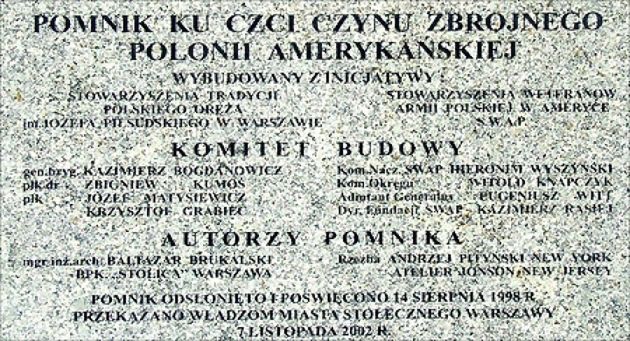 POMNIK KU CZCI CZYNU ZBROJNEGO
POLONII AMERYKAŃSKIEJ
WYBUDOWANY Z INICJATYWY:
STOWARZYSZENIA TRADYCJI
POLSKIEGO ORĘŻA
im. JÓZEFA PIŁSUDSKIEGO W WARSZAWIE
STOWARZYSZENIA WETERANÓW
ARMII POLSKIEJ W AMERYCE
S.W.A.P.
KOMITET BUDOWY
gen.bryg. KAZIMIERZ BOGDANOWICZ
płk.dr ZBIGNIEW KUMOŚ
płk JÓZEF MATYSIEWICZ
KRZYSZTOF GRABIEC
Kom.Nacz. SWAP HIERONIM WYSZYŃSKI
Kom.Okręgu WITOLD KNAPCZYK
Adiutant Generalny EUGENIUSZ WITT
Dyr. Fundacji SWAP KAZIMIERZ RASIEJ
AUTORZY POMNIKA
mgr inż.arch. BALTAZAR BRUKALSKI
BPK. „STOLICA” WARSZAWA
Rzeźba ANDRZEJ PITYŃSKI NEW YORK
ATELIER JONSON NEW JERSEY
POMNIK ODSŁONIĘTO I POŚWIĘCONO 14 SIERPNIA 1998 R
PRZEKAZANO WŁADZOM MIASTA STOŁECZNEGO WARSZAWY
7 LISTOPADA 2002 R.